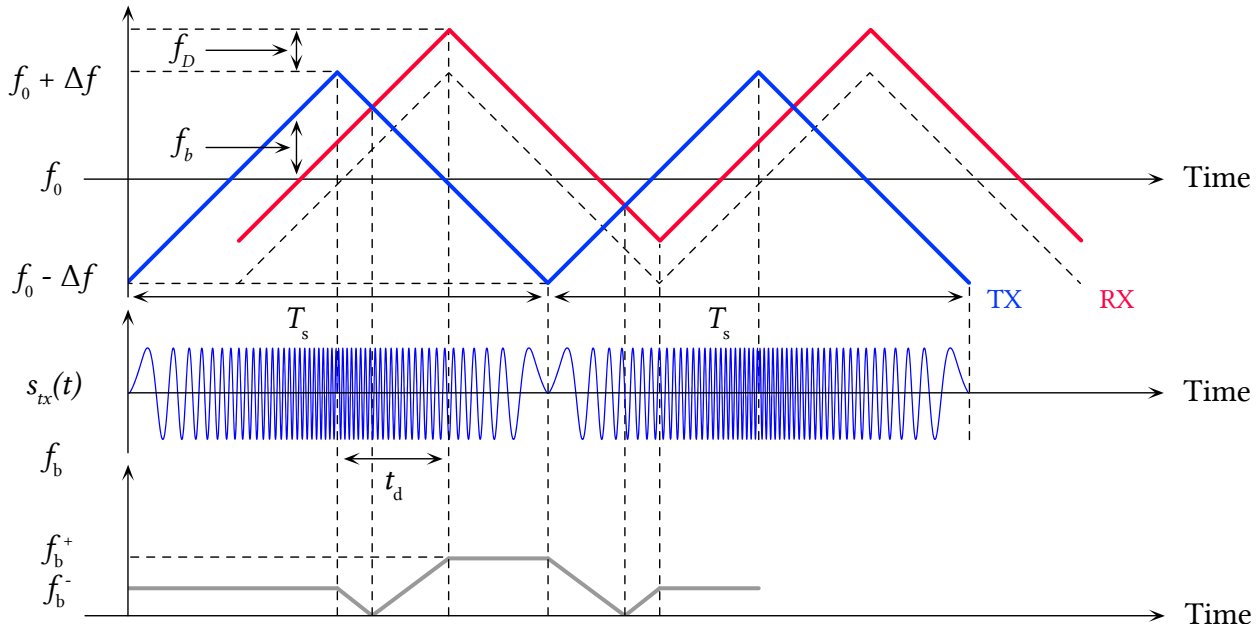 f_D
f_0 + Δf
f_b
f_0
Time
f_0 - Δf
TX
RX
T_s
T_s
s_tx(t)
Time
f_b
t_d
f_b^+
f_b^-
Time